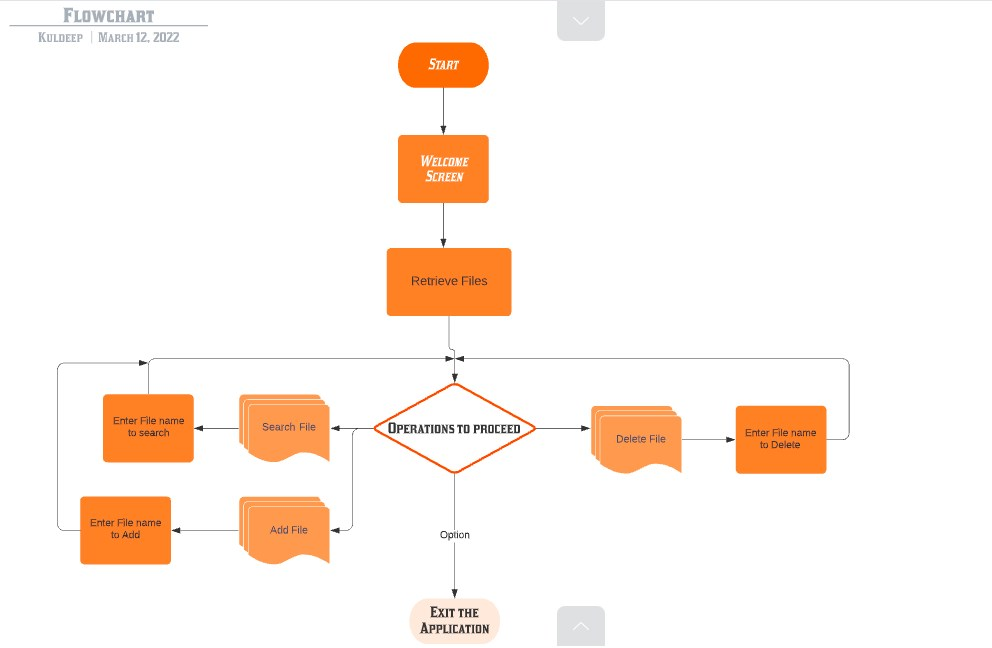 FLOWCHART
KULDEEP | MARCH 12, 2022
START
WELCOME
SCREEN
Retrieve Files
Enter File name
to search
Search File
OPERATIONS TO PROCEED
Delete File
Enter File name
to Delete
Enter File name
to Add
Add File
Option
EXIT THE
APPLICATION